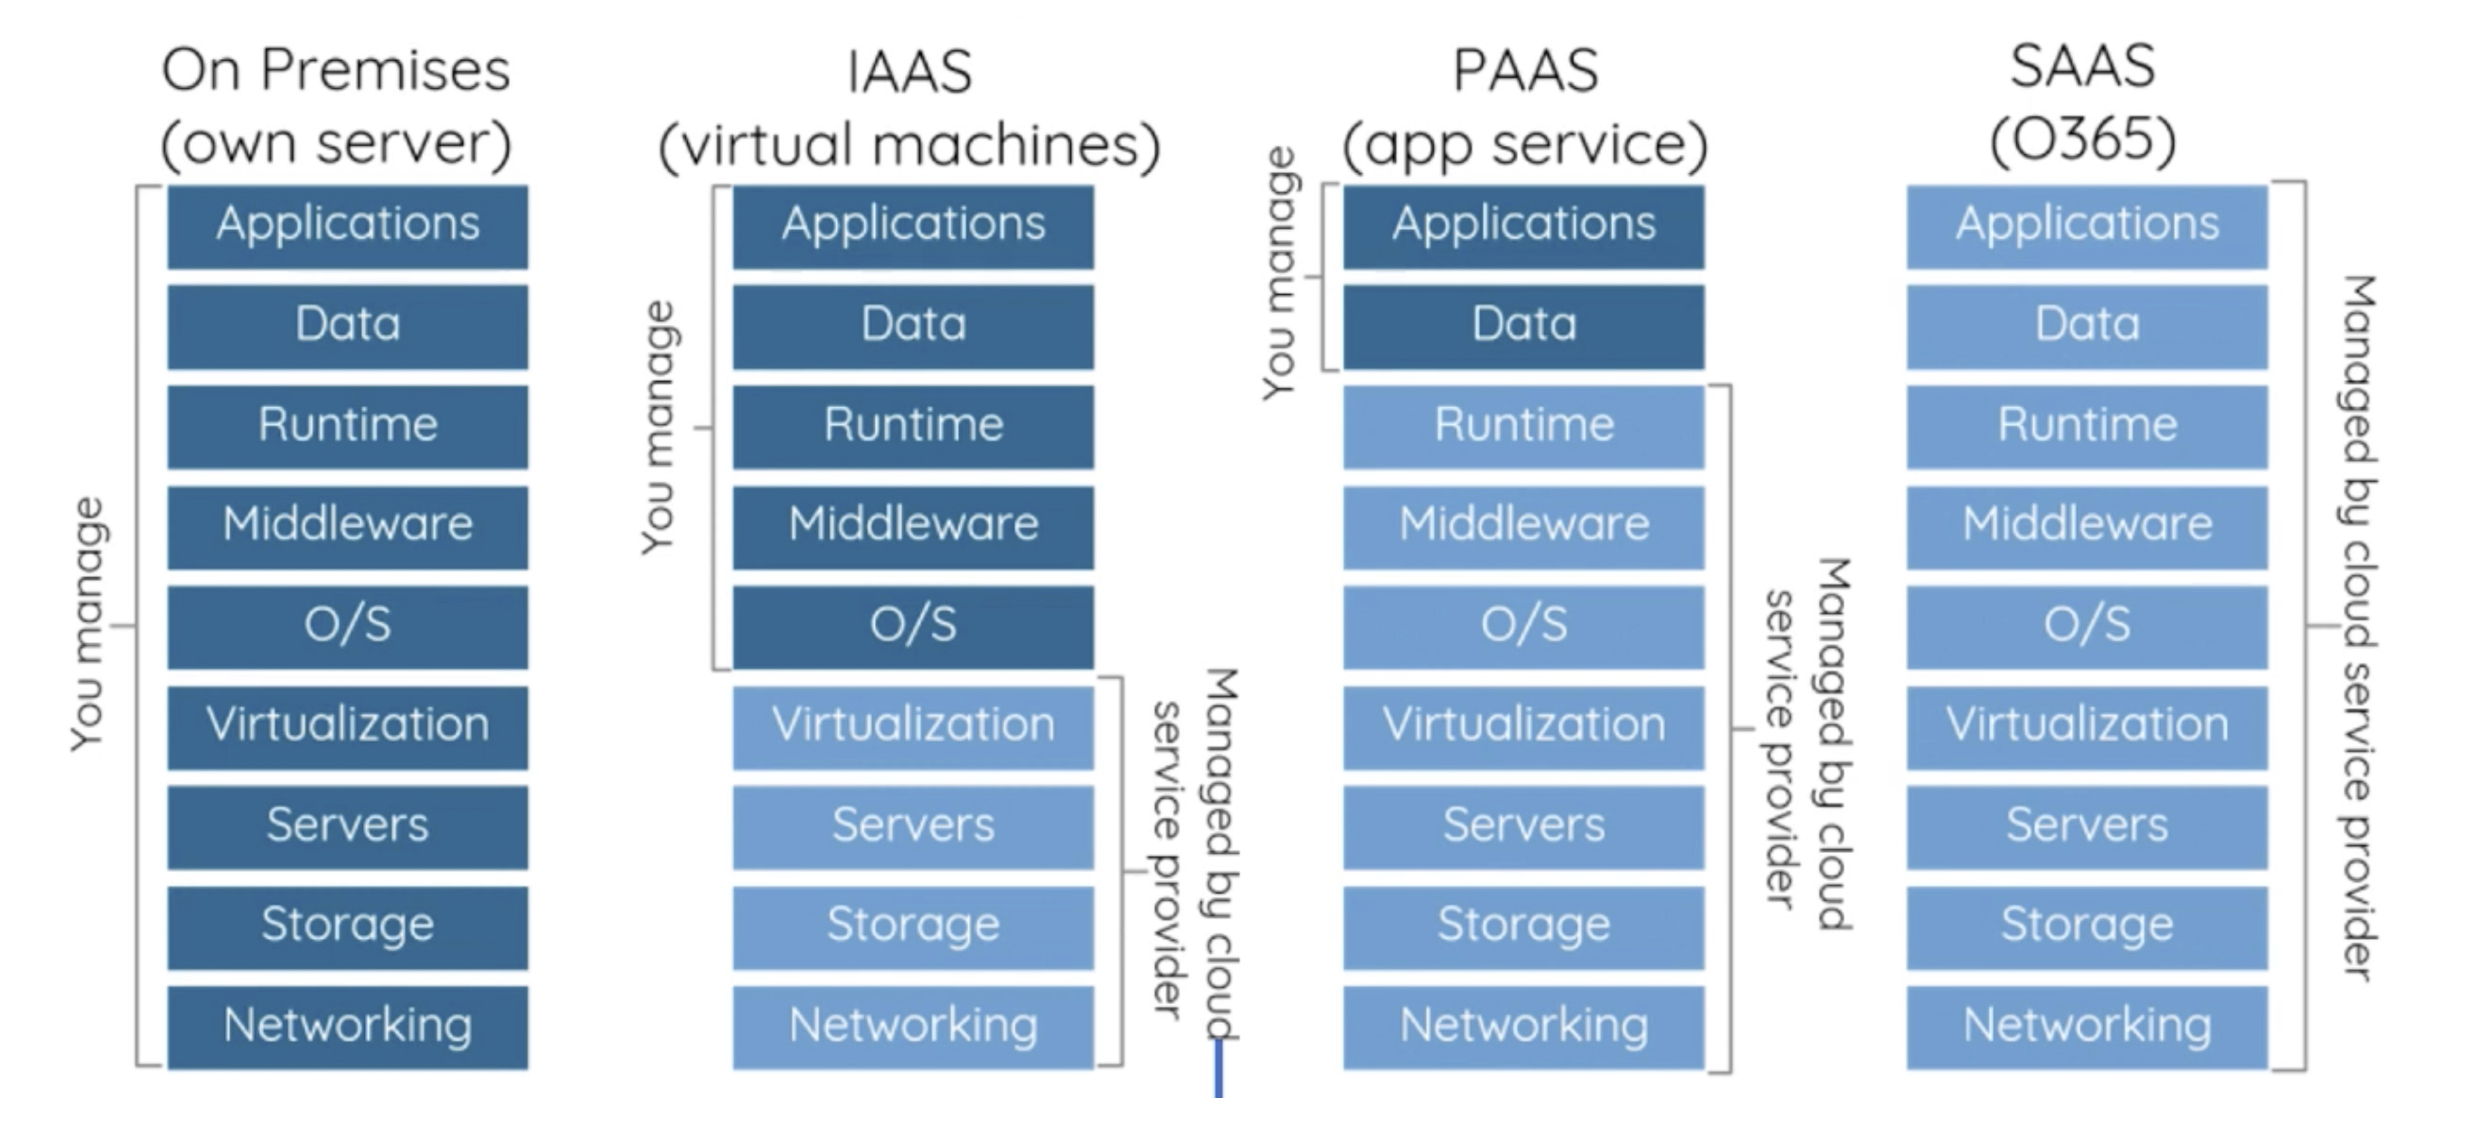 On Premises
(own server)
You manage
Applications
Data
Runtime
Middleware
O/S
Virtualization
Servers
Storage
Networking
IAAS
(virtual machines)
You manage
Applications
Data
Runtime
Middleware
O/S
Virtualization
Servers
Storage
Networking
Managed by cloud
service provider
PAAS
(app service)
You manage
Applications
Data
Runtime
Middleware
O/S
Virtualization
Servers
Storage
Networking
Managed by cloud
service provider
SAAS
(O365)
Applications
Data
Runtime
Middleware
O/S
Virtualization
Servers
Storage
Networking
Managed by cloud service provider